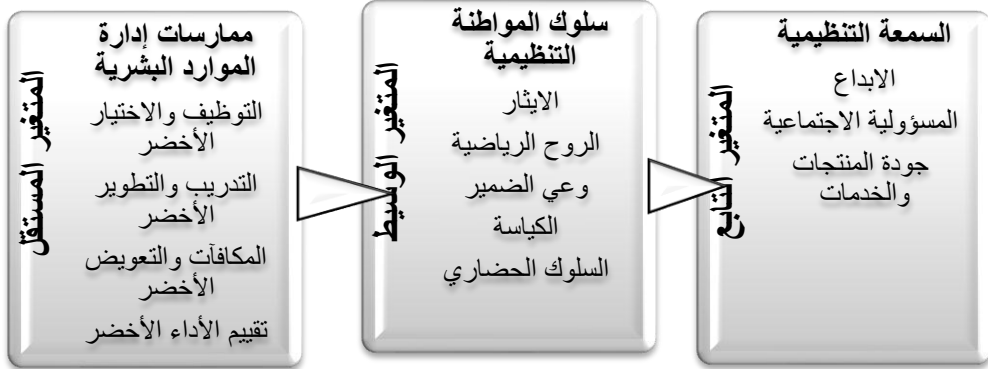 المتغير المستقل
ممارسات إدارة
الموارد البشرية
التوظيف والاختيار
الأخضر
التدريب والتطوير
الأخضر
المكافآت والتعويض
الأخضر
تقييم الأداء الأخضر
المتغير الوسيط
سلوك المواطنة
التنظيمية
الايثار
الروح الرياضية
وعي الضمير
الكياسة
السلوك الحضاري
المتغير التابع
السمعة التنظيمية
الابداع
المسؤولية الاجتماعية
جودة المنتجات
والخدمات